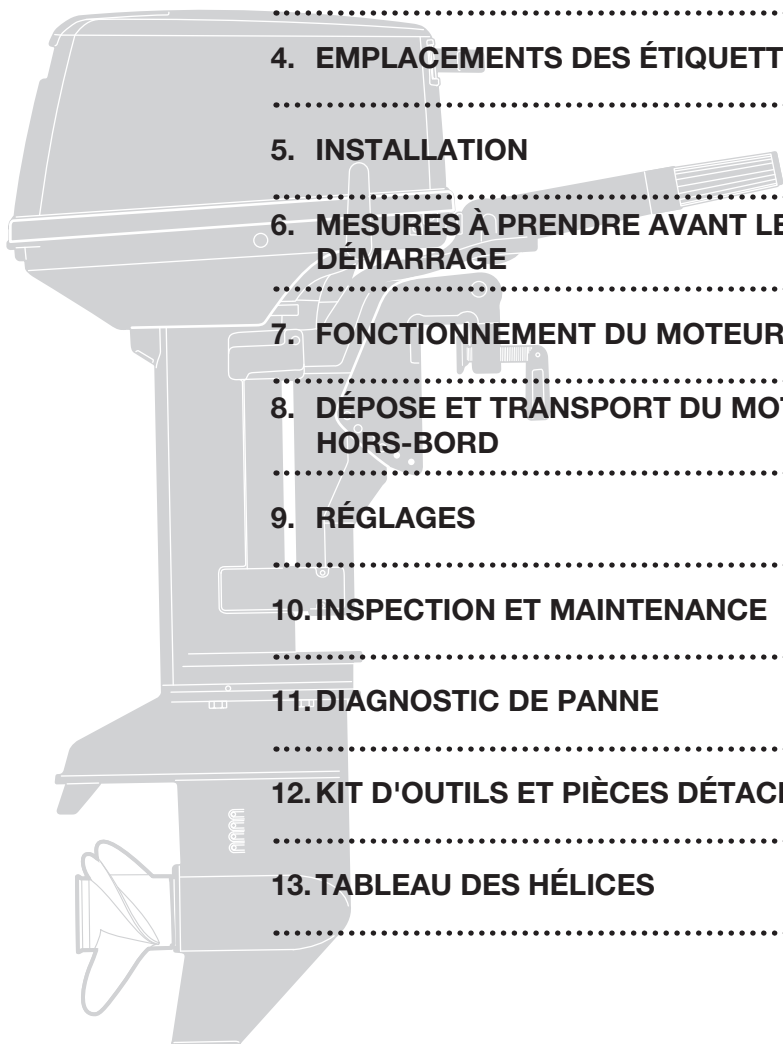 4. EMPLACEMENTS DES ÉTIQUETT
5. INSTALLATION
6. MESURES À PRENDRE AVANT LE
DÉMARRAGE
7. FONCTIONNEMENT DU MOTEUR
8. DÉPOSE ET TRANSPORT DU MOT
HORS-BORD
9. RÉGLAGES
10. INSPECTION ET MAINTENANCE
11. DIAGNOSTIC DE PANNE
12. KIT D'OUTILS ET PIÈCES DÉTAC
13. TABLEAU DES HÉLICES